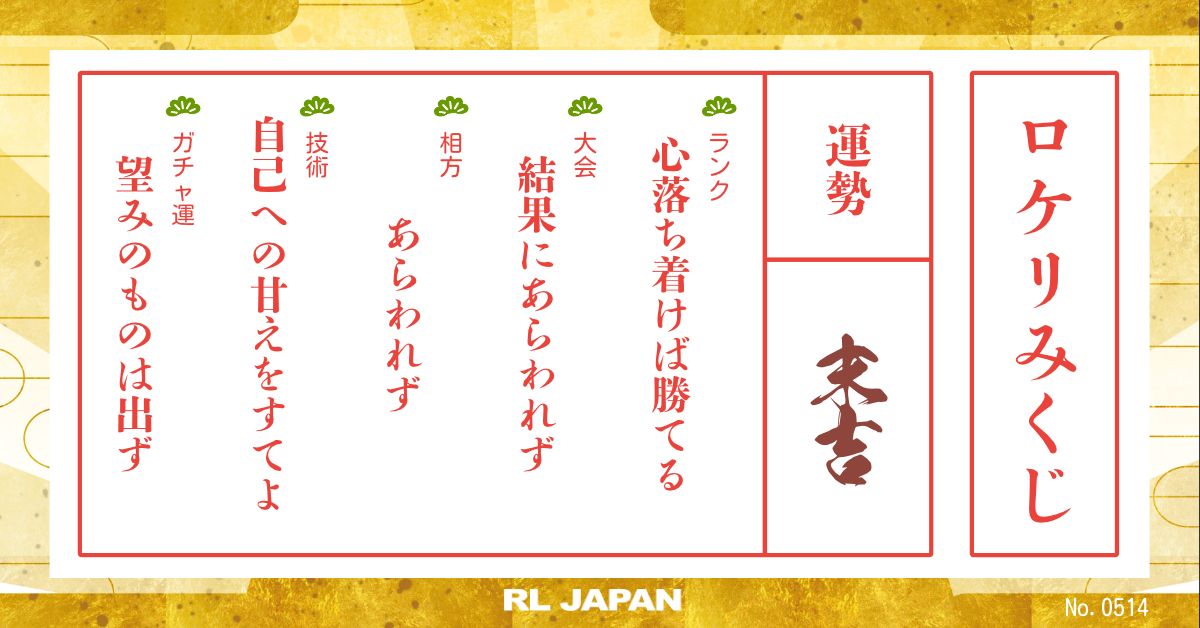 ロケリみくじ
運勢
末吉
ランク
心落ち着けば勝てる
大会
結果にあらわれず
相方
あらわれず
技術
自己への甘えをすてよ
ガチャ運
望みのものは出ず
RL JAPAN
No. 0514